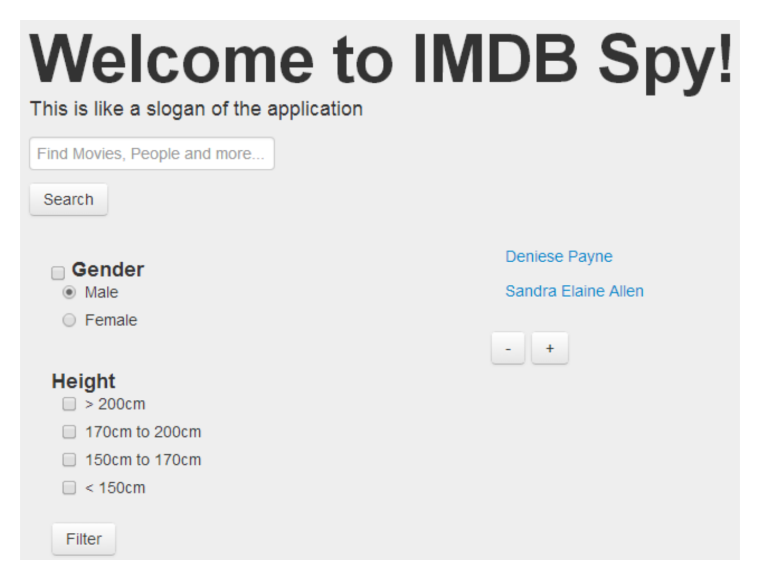 Welcome to IMDB Spy!
This is like a slogan of the application
Find Movies, People and more...
Search
Gender
Male
Female
Height
> 200cm
170cm to 200cm
150cm to 170cm
< 150cm
Filter
Deniese Payne
Sandra Elaine Allen
- +